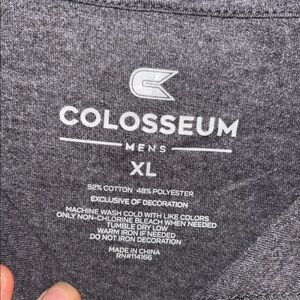 COLOSSEUM
MENS
XL
52% COTTON 48% POLYESTER
EXCLUSIVE OF DECORATION
MACHINE WASH COLD WITH LIKE COLORS
ONLY NON-CHLORINE BLEACH WHEN NEEDED
TUMBLE DRY LOW
WARM IRON IF NEEDED
DO NOT IRON DECORATION
MADE IN CHINA
RN#114166